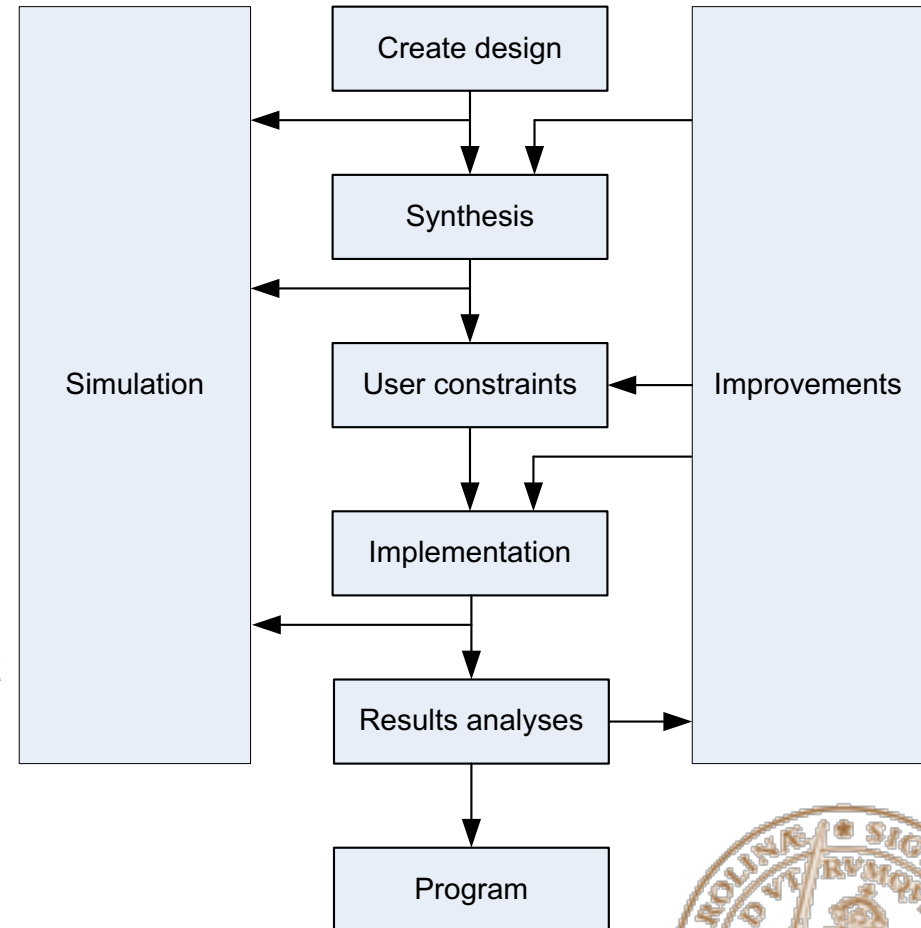 Create design
Synthesis
Simulation
User constraints
Improvements
Implementation
Results analyses
Program